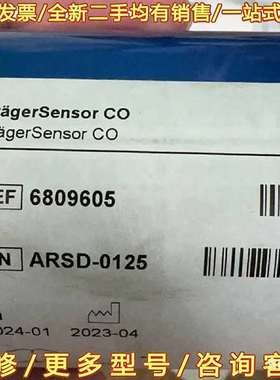 发票/全新二手均有销售/一站式
rägerSensor CO
ägerSensor CO
EF 6809605
N ARSD-0125
024-01 2023-04
修/更多型号/咨询客